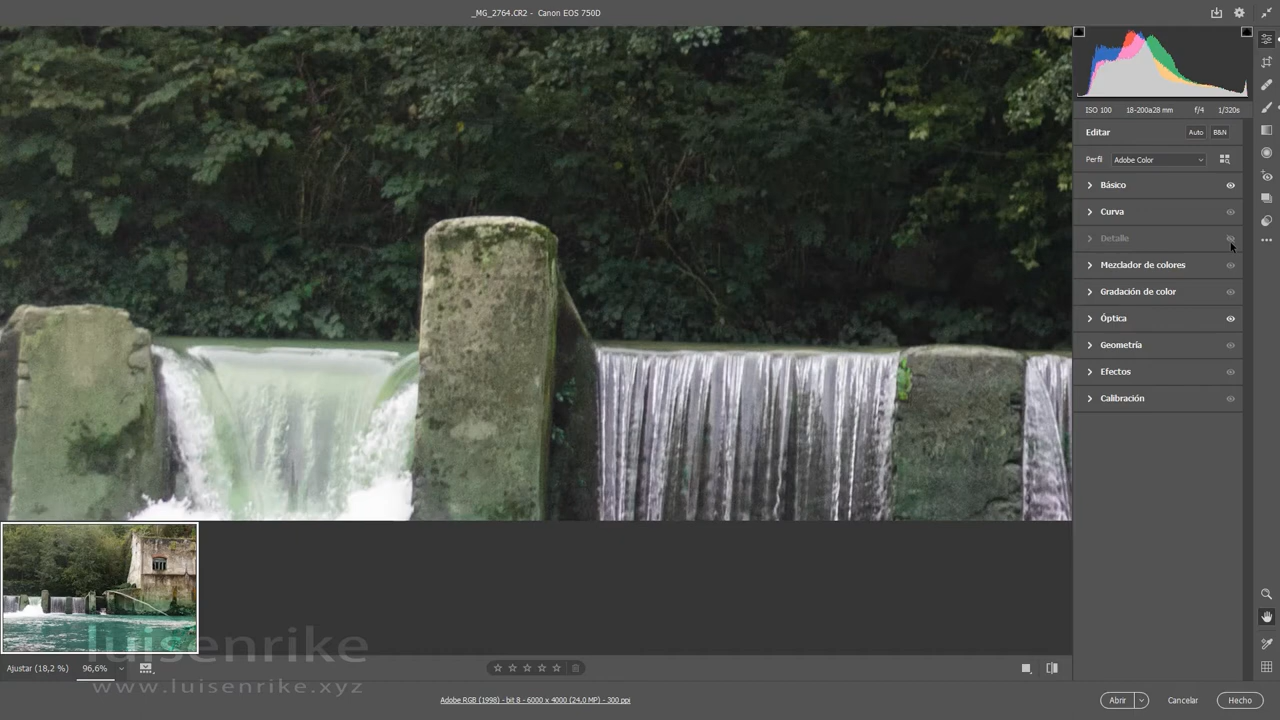 _MG_2764.CR2 - Canon EOS 750D
ISO 100 18-200a28 mm f/4 1/320s
Editar Auto B&N
Perfil Adobe Color
Básico
Curva
Detalle
Mezclador de colores
Gradación de color
Óptica
Geometría
Efectos
Calibración
luisenrike
Ajustar (18,2 %) 96,6%
www.luisenrike.xyz
Adobe RGB (1998) - bit 8 - 6000 x 4000 (24,0 MP) - 300 ppi
Abrir Cancelar Hecho